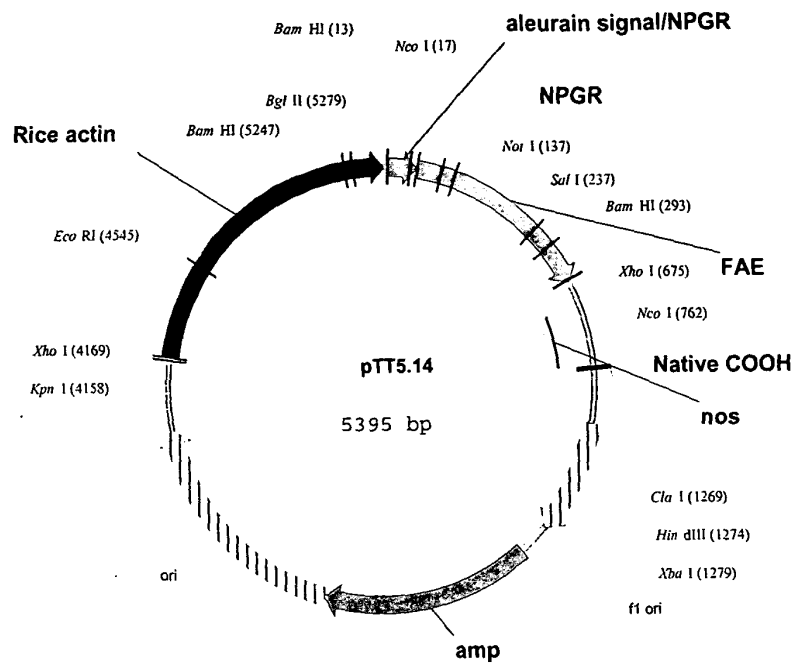 aleurain signal/NPGR
Bam HI (13)
Nco I (17)
Bgl II (5279)
NPGR
Rice actin
Bam HI (5247)
Not I (137)
Sal I (237)
Bam HI (293)
Eco RI (4545)
FAE
Xho I (675)
Nco I (762)
Xho I (4169)
pTT5.14
Native COOH
Kpn I (4158)
nos
5395 bp
Cla I (1269)
Hin dIII (1274)
Xba I (1279)
ori
f1 ori
amp